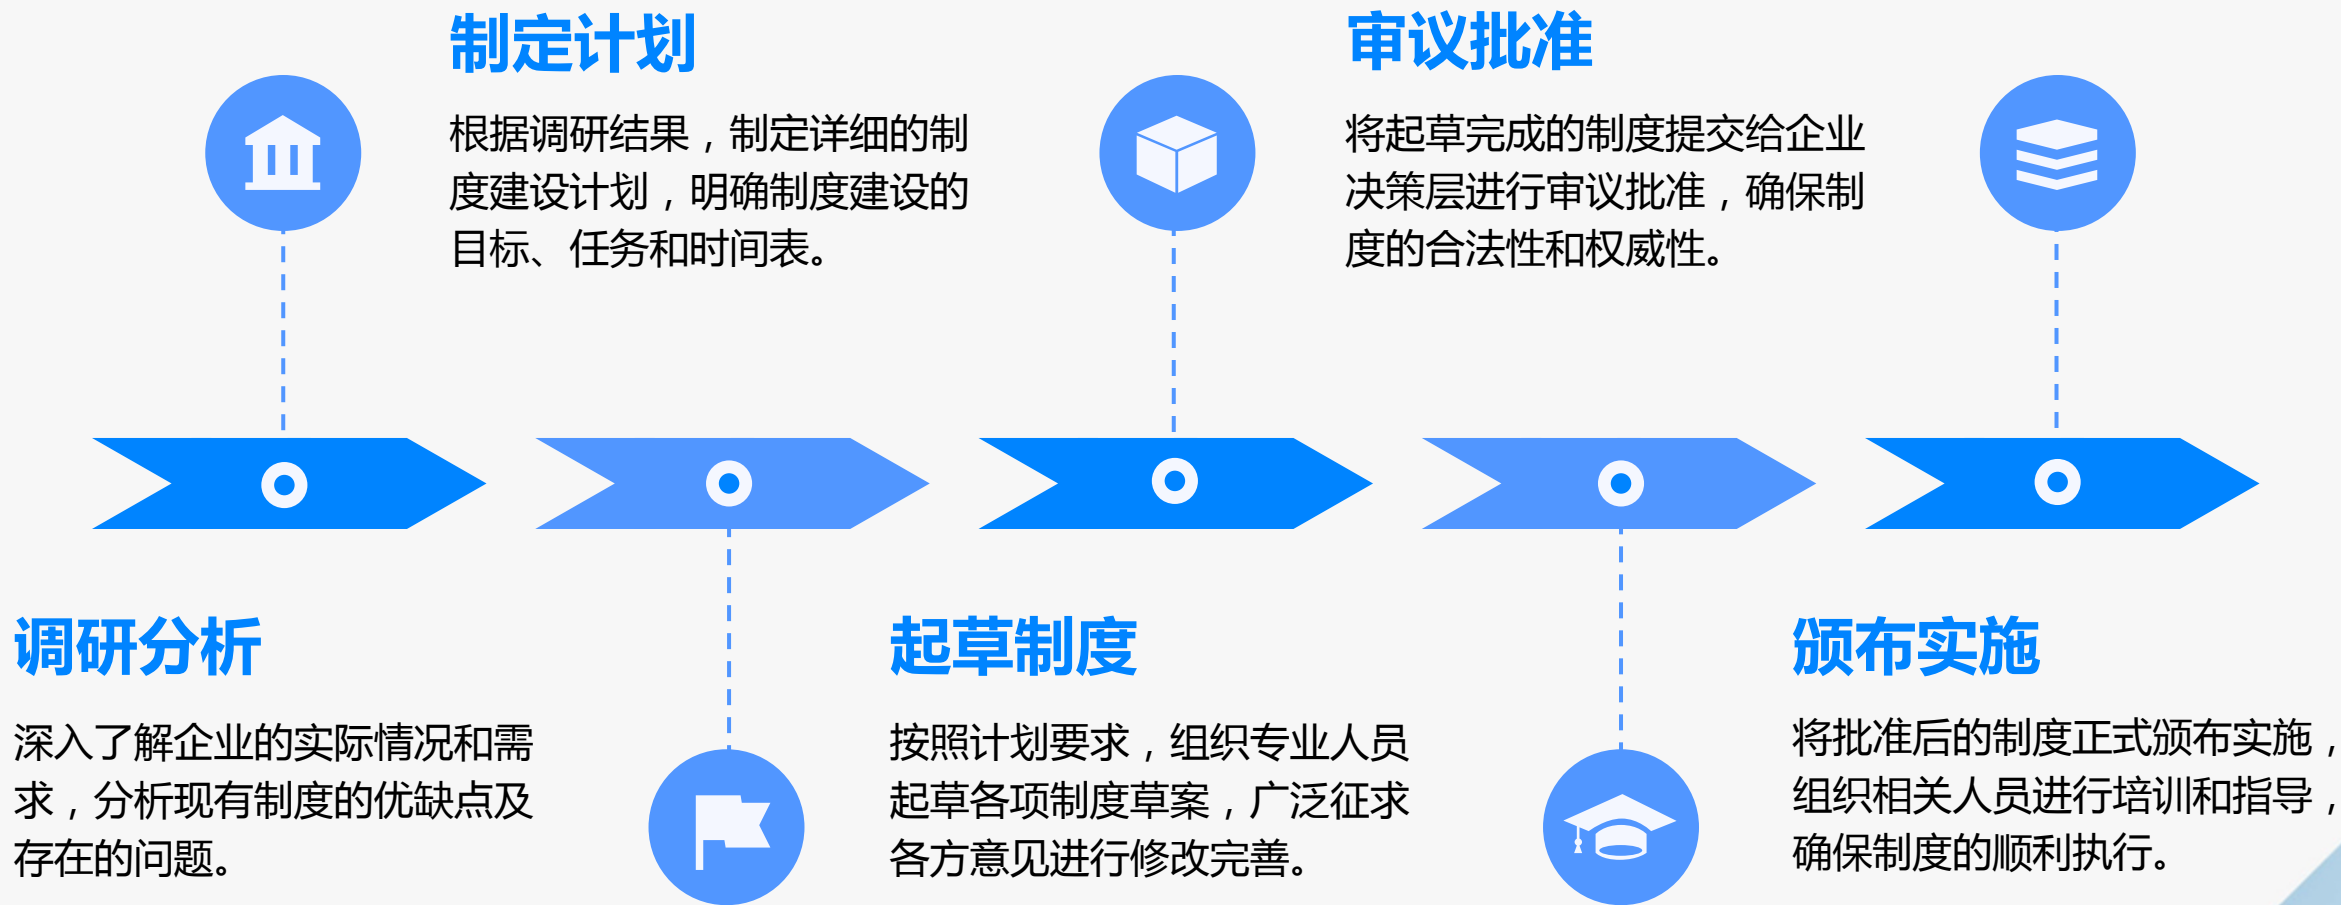 制定计划
根据调研结果，制定详细的制
度建设计划，明确制度建设的
目标、任务和时间表。
审议批准
将起草完成的制度提交给企业
决策层进行审议批准，确保制
度的合法性和权威性。
调研分析
深入了解企业的实际情况和需
求，分析现有制度的优缺点及
存在的问题。
起草制度
按照计划要求，组织专业人员
起草各项制度草案，广泛征求
各方意见进行修改完善。
颁布实施
将批准后的制度正式颁布实施，
组织相关人员进行培训和指导，
确保制度的顺利执行。